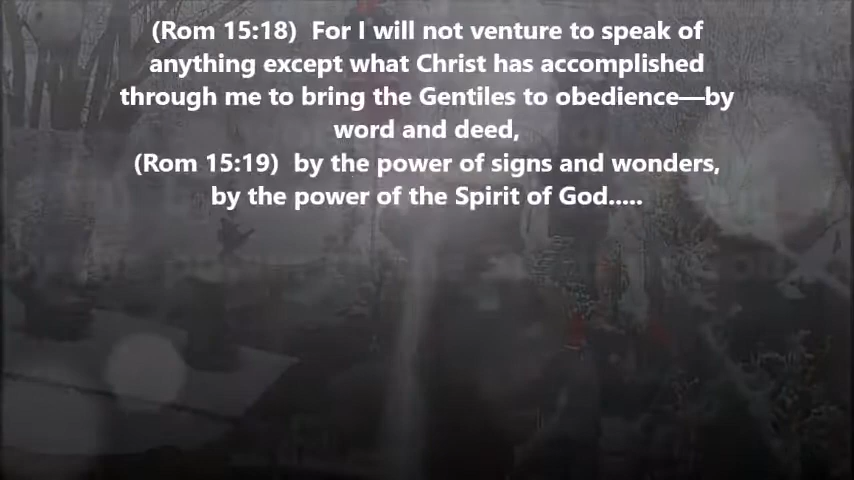 (Rom 15:18)  For I will not venture to speak of
anything except what Christ has accomplished
through me to bring the Gentiles to obedience—by
word and deed,
(Rom 15:19)  by the power of signs and wonders,
by the power of the Spirit of God.....